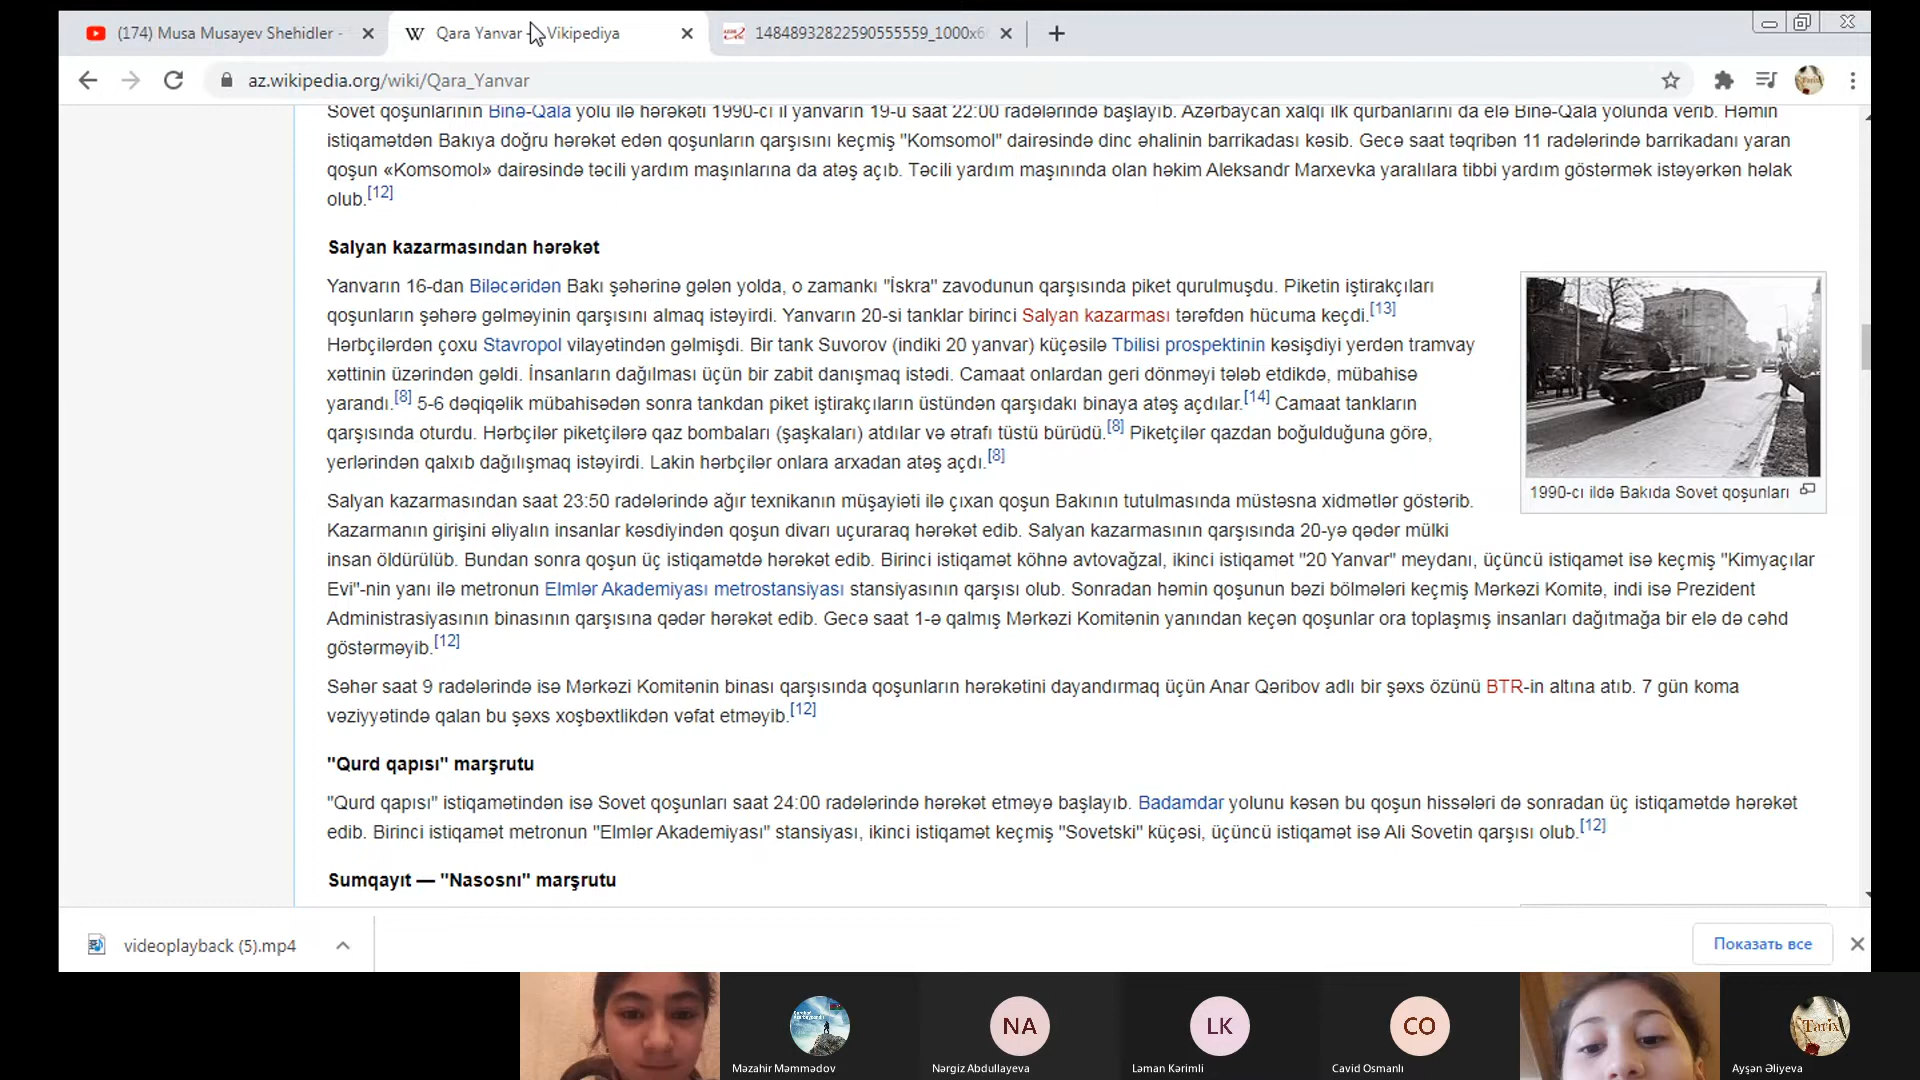 (174) Musa Musayev Shehidler -
Qara Yanvar - Vikipediya
14848932822590555559_1000x6
az.wikipedia.org/wiki/Qara_Yanvar
Sovet qoşunlarının Binə-Qala yolu ilə hərəkəti 1990-cı il yanvarın 19-u saat 22:00 radələrində başlayıb. Azərbaycan xalqı ilk qurbanlarını da elə Binə-Qala yolunda verib. Həmin
istiqamətdən Bakıya doğru hərəkət edən qoşunların qarşısını keçmiş "Komsomol" dairəsində dinc əhalinin barrikadası kəsib. Gecə saat təqribən 11 radələrində barrikadanı yaran
qoşun «Komsomol» dairəsində təcili yardım maşınlarına da atəş açıb. Təcili yardım maşınında olan həkim Aleksandr Marxevka yaralılara tibbi yardım göstərmək istəyərkən həlak
olub.[12]
Salyan kazarmasından hərəkət
Yanvarın 16-dan Biləcəridən Bakı şəhərinə gələn yolda, o zamankı "İskra" zavodunun qarşısında piket qurulmuşdu. Piketin iştirakçıları
qoşunların şəhərə gəlməyinin qarşısını almaq istəyirdi. Yanvarın 20-si tanklar birinci Salyan kazarması tərəfdən hücuma keçdi.[13]
Hərbçilərdən çoxu Stavropol vilayətindən gəlmişdi. Bir tank Suvorov (indiki 20 yanvar) küçəsilə Tbilisi prospektinin kəsişdiyi yerdən tramvay
xəttinin üzərindən gəldi. İnsanların dağılması üçün bir zabit danışmaq istədi. Camaat onlardan geri dönməyi tələb etdikdə, mübahisə
yarandı.[8] 5-6 dəqiqəlik mübahisədən sonra tankdan piket iştirakçıların üstündən qarşıdakı binaya atəş açdılar.[14] Camaat tankların
qarşısında oturdu. Hərbçilər piketçilərə qaz bombaları (şaşkaları) atdılar və ətrafı tüstü bürüdü.[8] Piketçilər qazdan boğulduğuna görə,
yerlərindən qalxıb dağılışmaq istəyirdi. Lakin hərbçilər onlara arxadan atəş açdı.[8]
1990-cı ildə Bakıda Sovet qoşunları
Salyan kazarmasından saat 23:50 radələrində ağır texnikanın müşayiəti ilə çıxan qoşun Bakının tutulmasında müstəsna xidmətlər göstərib.
Kazarmanın girişini əliyalın insanlar kəsdiyindən qoşun divarı uçuraraq hərəkət edib. Salyan kazarmasının qarşısında 20-yə qədər mülki
insan öldürülüb. Bundan sonra qoşun üç istiqamətdə hərəkət edib. Birinci istiqamət köhnə avtovağzal, ikinci istiqamət "20 Yanvar" meydanı, üçüncü istiqamət isə keçmiş "Kimyaçılar
Evi"-nin yanı ilə metronun Elmlər Akademiyası metrostansiyası stansiyasının qarşısı olub. Sonradan həmin qoşunun bəzi bölmələri keçmiş Mərkəzi Komitə, indi isə Prezident
Administrasiyasının binasının qarşısına qədər hərəkət edib. Gecə saat 1-ə qalmış Mərkəzi Komitənin yanından keçən qoşunlar ora toplaşmış insanları dağıtmağa bir elə də cəhd
göstərməyib.[12]
Səhər saat 9 radələrində isə Mərkəzi Komitənin binası qarşısında qoşunların hərəkətini dayandırmaq üçün Anar Qəribov adlı bir şəxs özünü BTR-in altına atıb. 7 gün koma
vəziyyətində qalan bu şəxs xoşbəxtlikdən vəfat etməyib.[12]
"Qurd qapısı" marşrutu
"Qurd qapısı" istiqamətindən isə Sovet qoşunları saat 24:00 radələrində hərəkət etməyə başlayıb. Badamdar yolunu kəsən bu qoşun hissələri də sonradan üç istiqamətdə hərəkət
edib. Birinci istiqamət metronun "Elmlər Akademiyası" stansiyası, ikinci istiqamət keçmiş "Sovetski" küçəsi, üçüncü istiqamət isə Ali Sovetin qarşısı olub.[12]
Sumqayıt — "Nasosnı" marşrutu
videoplayback (5).mp4
Показать все
NA
LK
CO
Tarix
Məzahir Məmmədov
Nərgiz Abdullayeva
Ləman Kərimli
Cavid Osmanlı
Ayşən Əliyeva